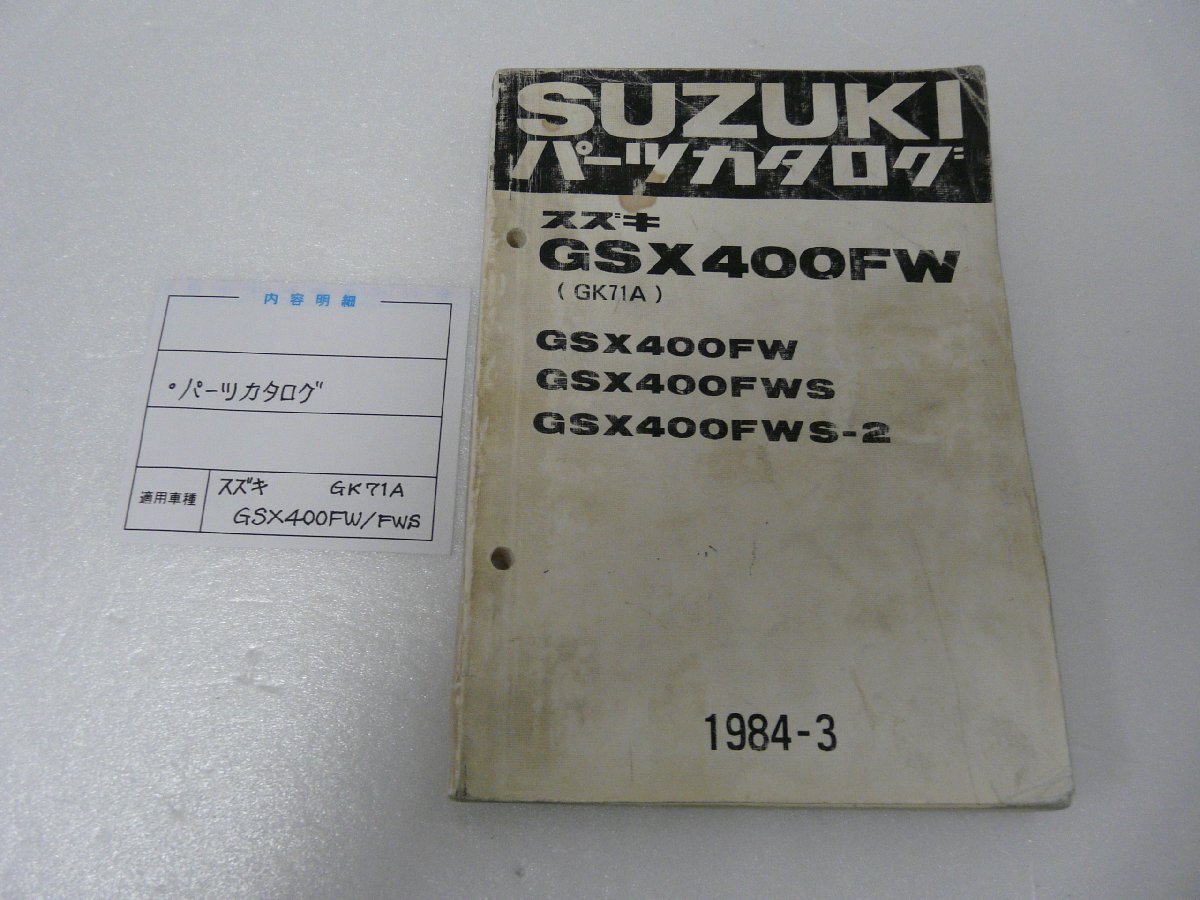 内容明細
・パーツカタログ
適用車種
スズキ GK71A
GSX400FW/FWS
SUZUKI
パーツカタログ
スズキ
GSX400FW
(GK71A)
GSX400FW
GSX400FWS
GSX400FWS-2
1984-3